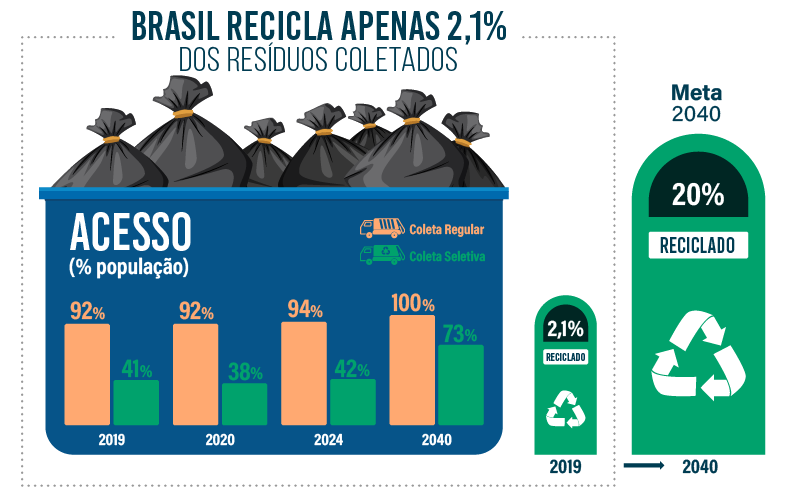 BRASIL RECICLA APENAS 2,1%
DOS RESÍDUOS COLETADOS
ACESSO
(% população)
Coleta Regular
Coleta Seletiva
92%
41%
92%
38%
94%
42%
100%
73%
2019
2020
2024
2040
2,1%
RECICLADO
2019
Meta
2040
20%
RECICLADO
2040